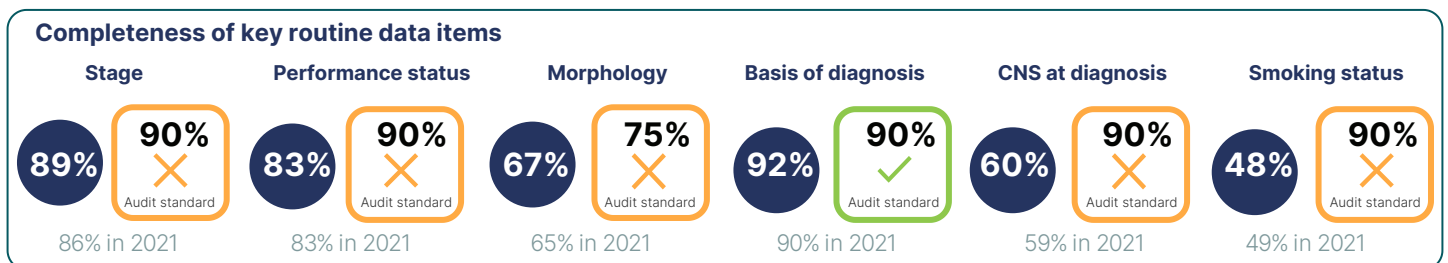 Completeness of key routine data items
Stage Performance status Morphology Basis of diagnosis CNS at diagnosis Smoking status
89% 90% 83% 90% 67% 75% 92% 90% 60% 90% 48% 90%
Audit standard Audit standard Audit standard Audit standard Audit standard Audit standard
86% in 2021 83% in 2021 65% in 2021 90% in 2021 59% in 2021 49% in 2021